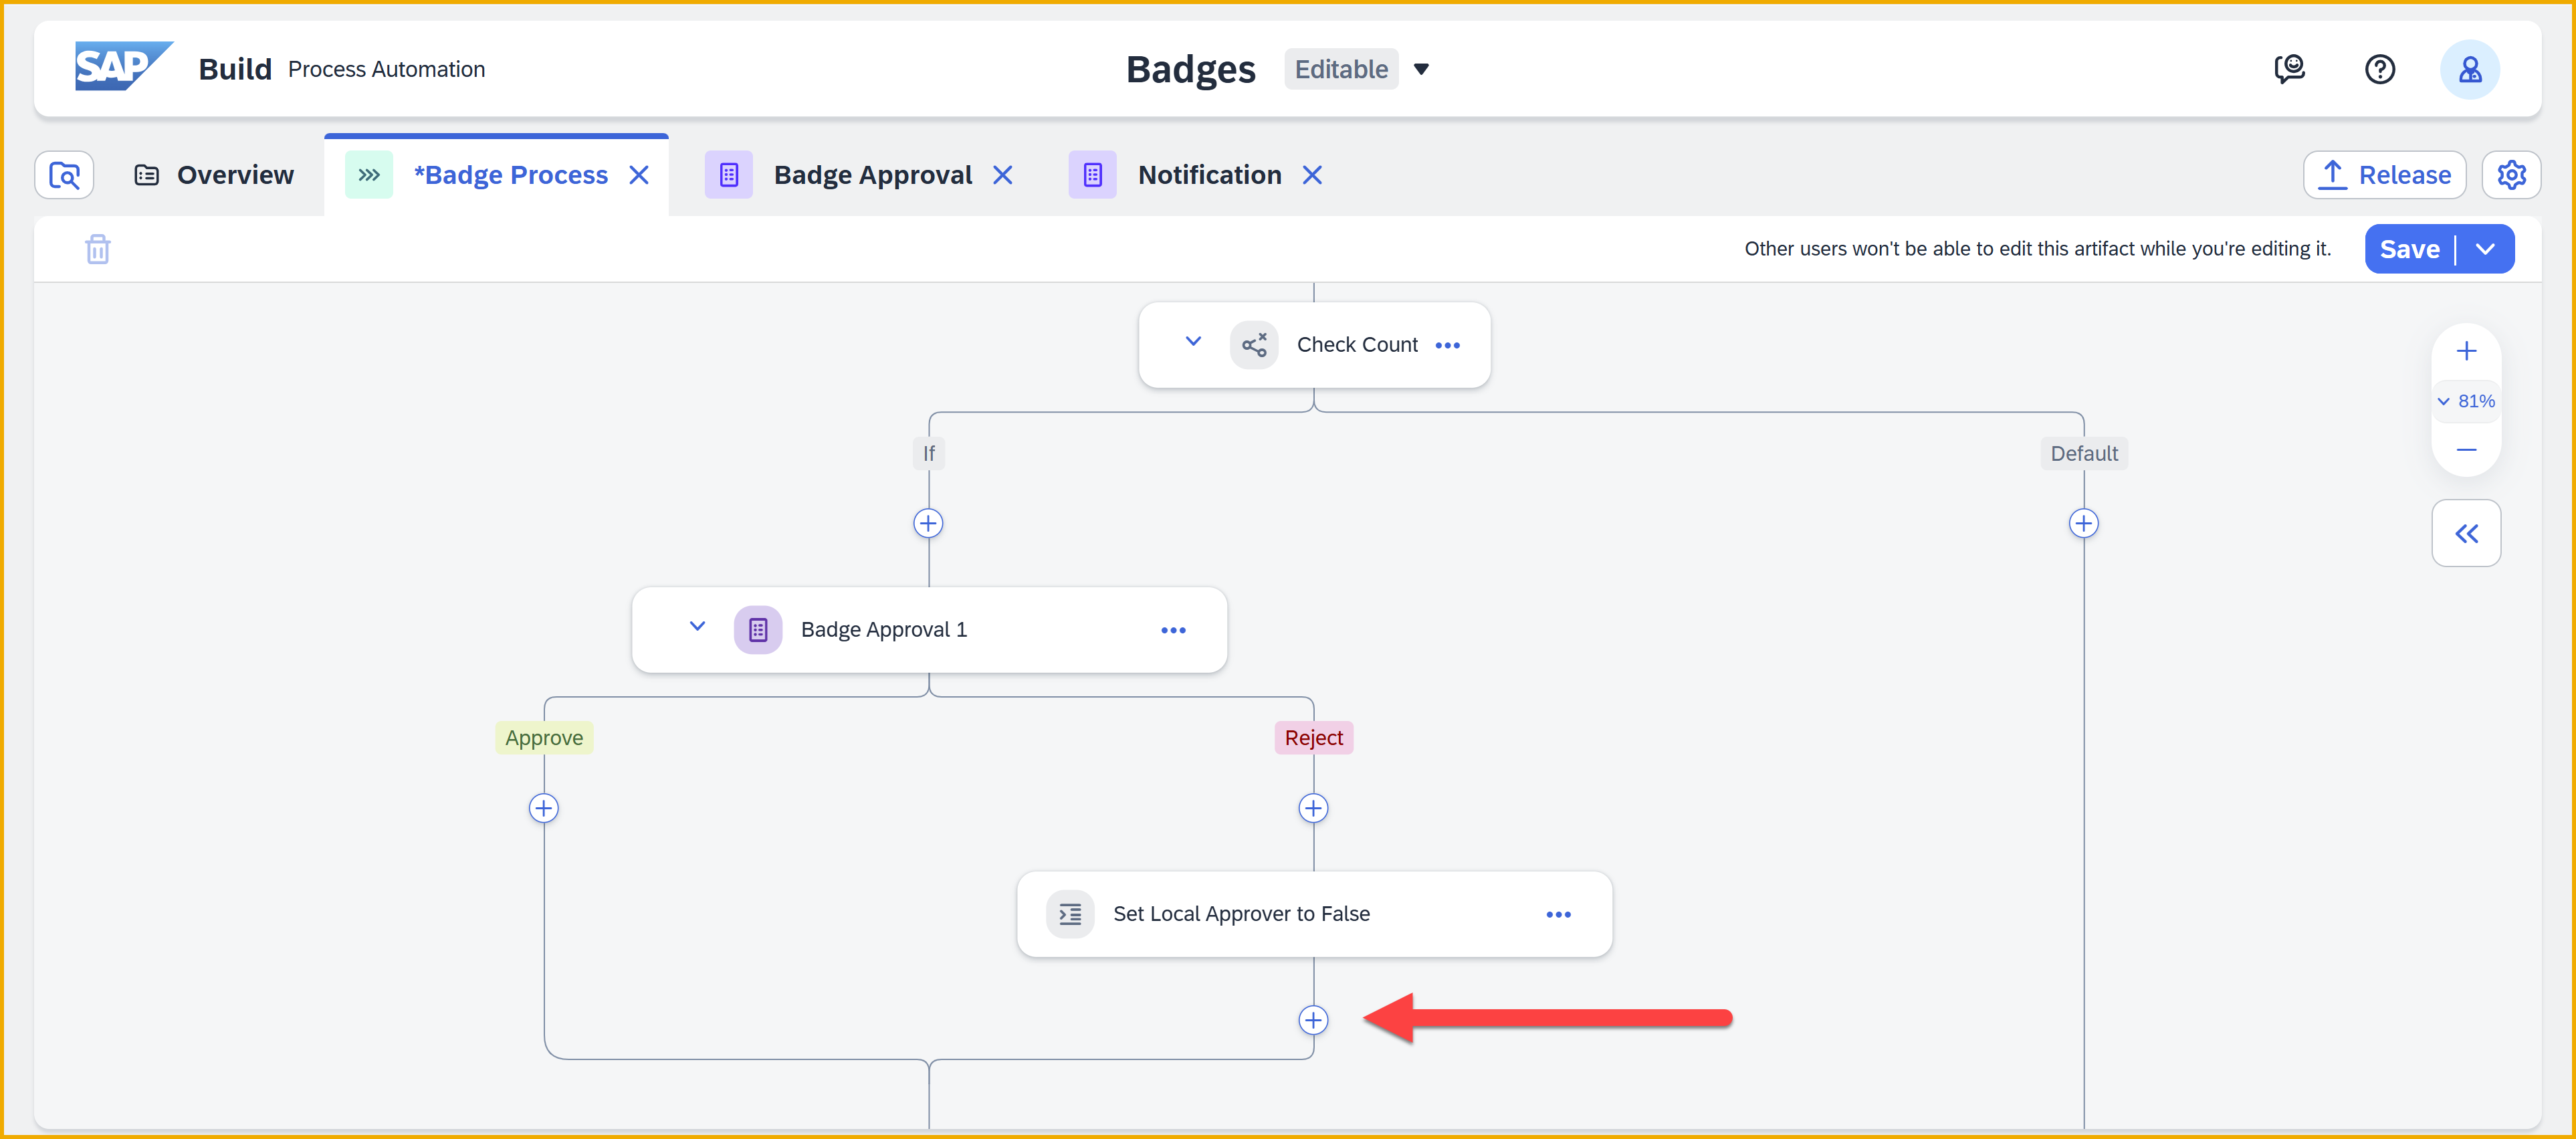 SAP Build Process Automation
Badges Editable
Overview
*Badge Process
Badge Approval
Notification
Release
Other users won't be able to edit this artifact while you're editing it.
Save
Check Count
81%
If
Default
Badge Approval 1
Approve
Reject
Set Local Approver to False